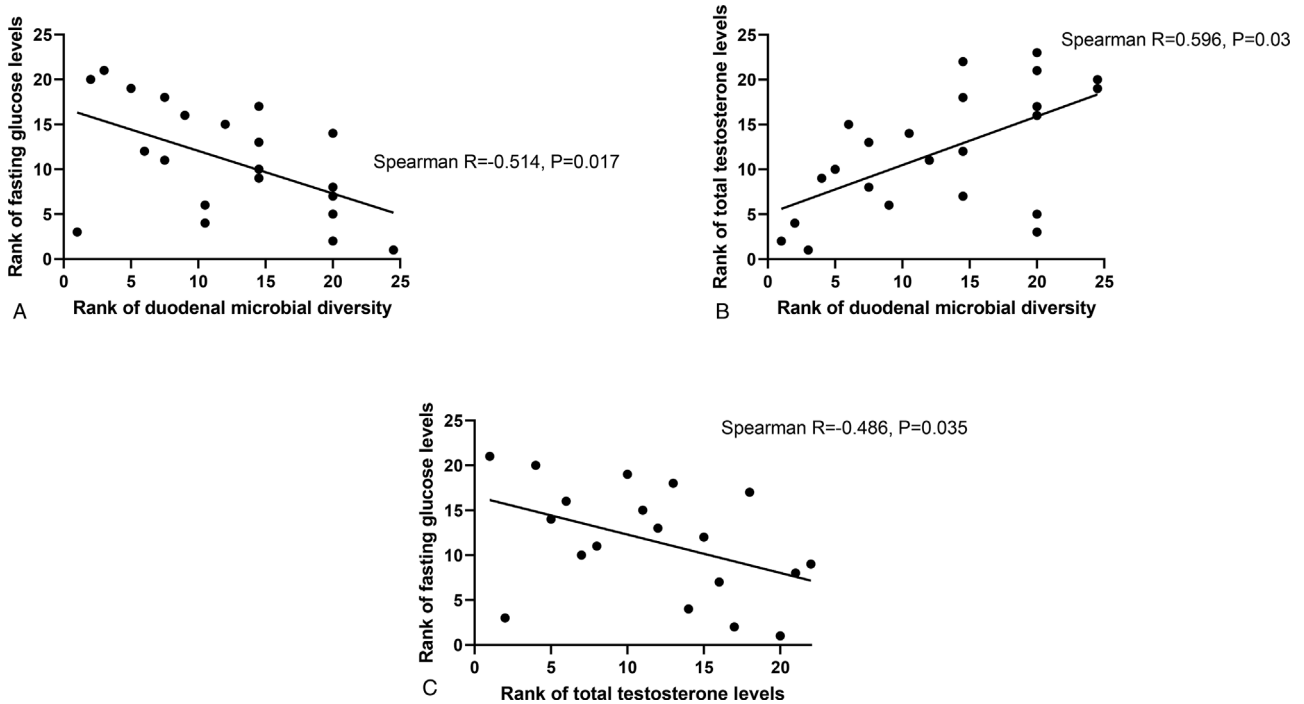 Rank of fasting glucose levels
25
20
15
10
5
0
0 5 10 15 20 25
Rank of duodenal microbial diversity
Spearman R=-0.514, P=0.017
A
Rank of total testosterone levels
25
20
15
10
5
0
0 5 10 15 20 25
Rank of duodenal microbial diversity
Spearman R=0.596, P=0.03
B
Rank of fasting glucose levels
25
20
15
10
5
0
0 5 10 15 20
Rank of total testosterone levels
Spearman R=-0.486, P=0.035
C